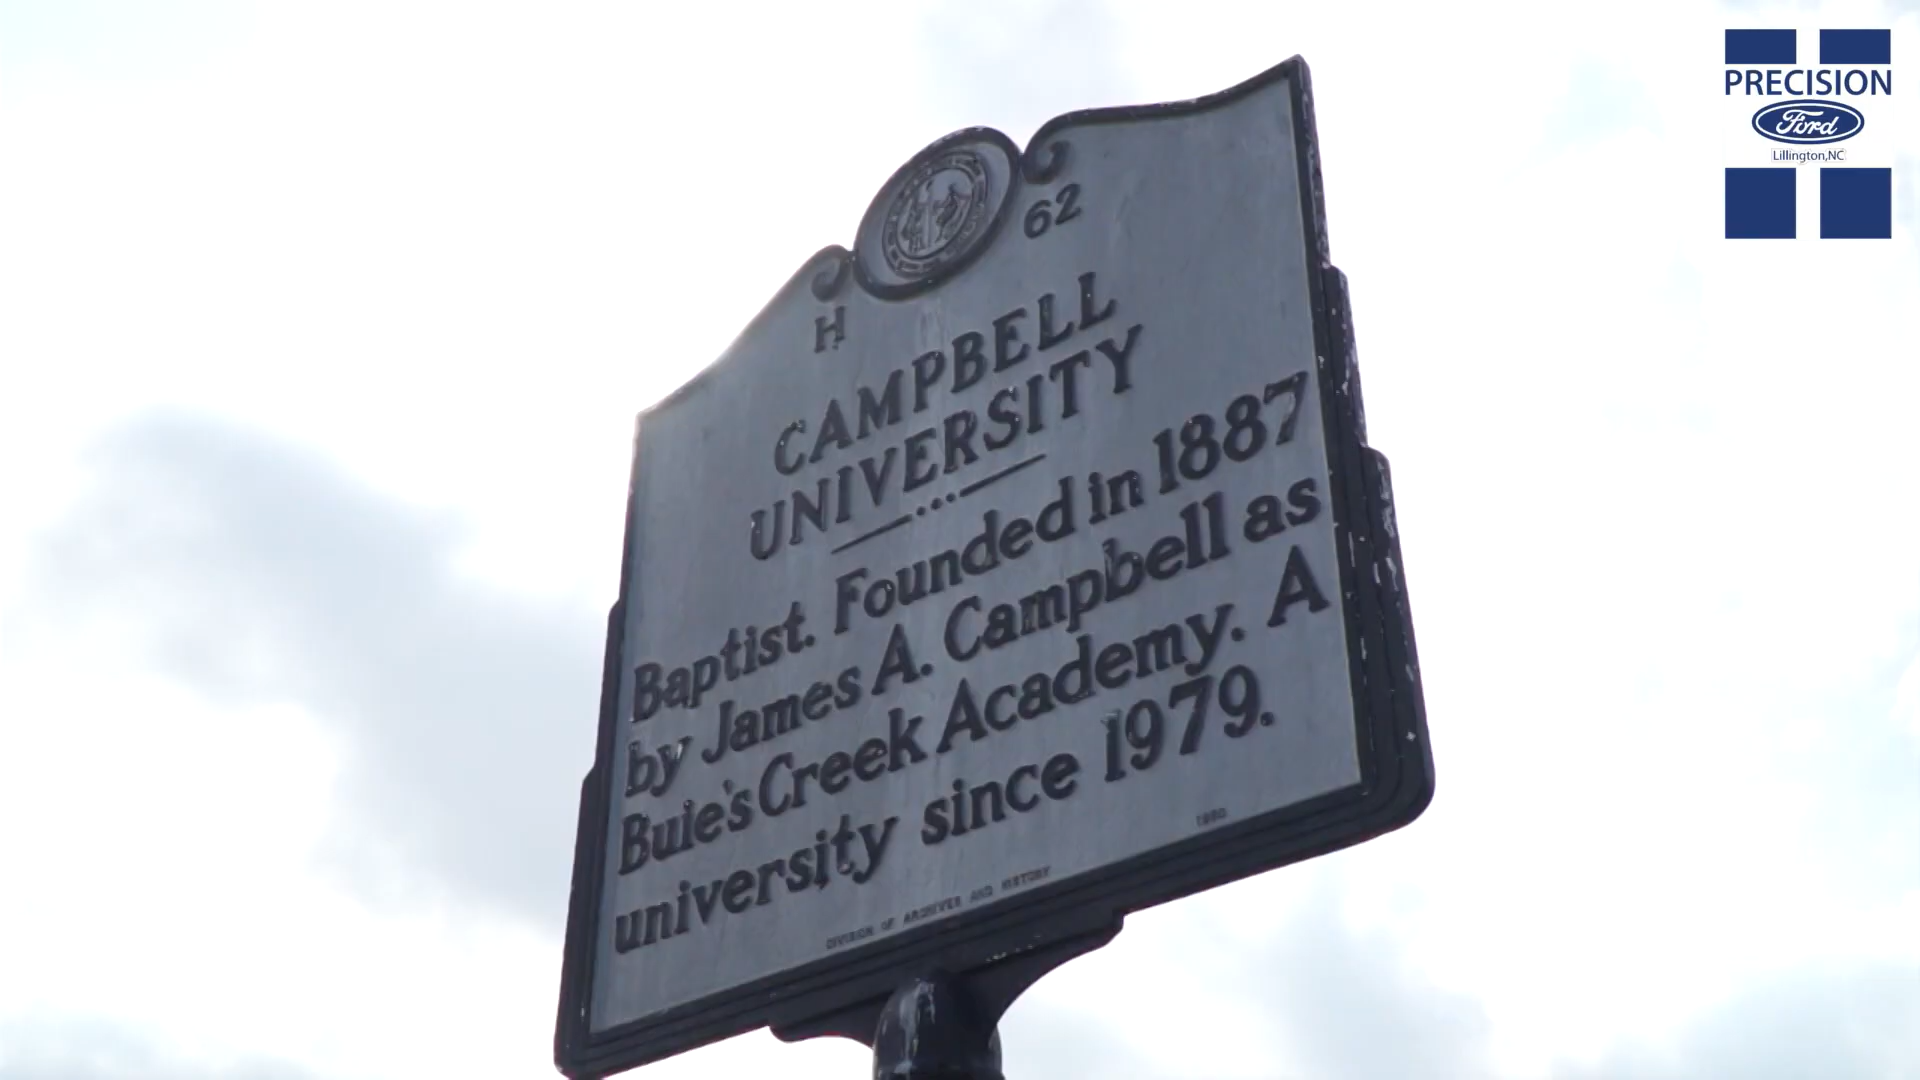 H 62
CAMPBELL
UNIVERSITY
Baptist. Founded in 1887
by James A. Campbell as
Buie's Creek Academy. A
university since 1979.
DIVISION OF ARCHIVES AND HISTORY
1980
PRECISION
Ford
Lillington,NC